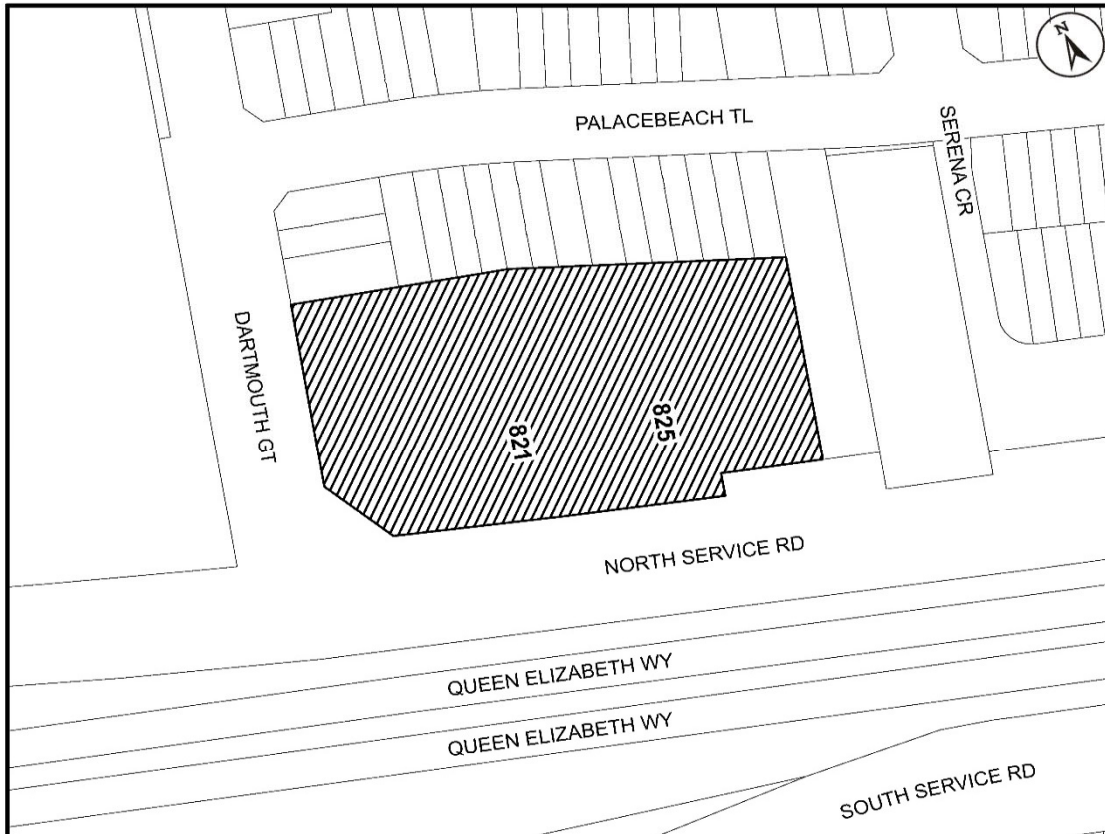 N
PALACEBEACH TL
SERENA CR
DARTMOUTH GT
821
825
NORTH SERVICE RD
QUEEN ELIZABETH WY
QUEEN ELIZABETH WY
SOUTH SERVICE RD